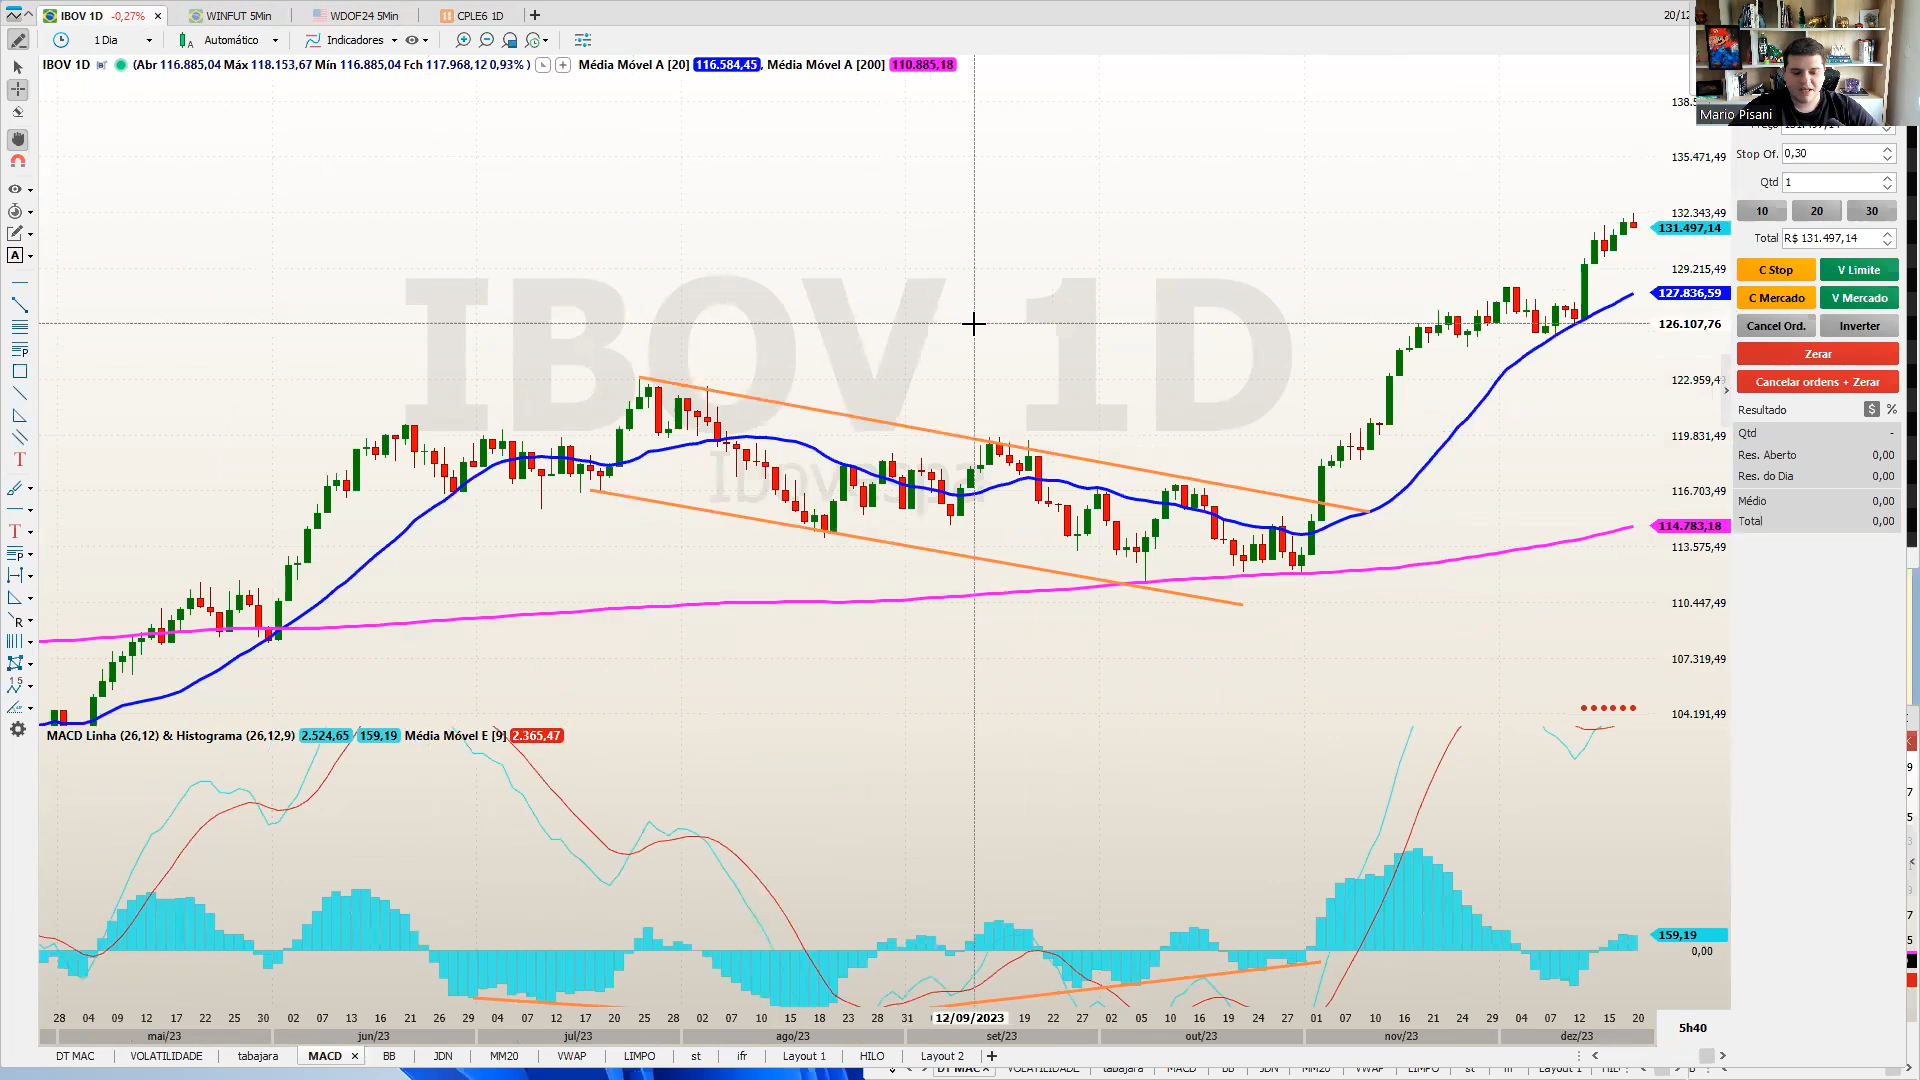 IBOV 1D -0,27% × WINFUT 5Min WDOF24 5Min CPLE6 1D +
20/12
1 Dia Automático Indicadores
IBOV 1D (Abr 116.885,04 Máx 118.153,67 Mín 116.885,04 Fch 117.968,12 0,93% ) Média Móvel A [20] 116.584,45, Média Móvel A [200] 110.885,18
Mario Pisani
IBOV 1D
Ibovespa
135.471,49
132.343,49
131.497,14
129.215,49
127.836,59
126.107,76
122.959,4
119.831,49
116.703,49
114.783,18
113.575,49
110.447,49
107.319,49
104.191,49
Stop Of. 0,30
Qtd 1
10 20 30
Total R$ 131.497,14
C Stop V Limite
C Mercado V Mercado
Cancel Ord. Inverter
Zerar
Cancelar ordens + Zerar
Resultado $ %
Qtd -
Res. Aberto 0,00
Res. do Dia 0,00
Médio 0,00
Total 0,00
MACD Linha (26,12) & Histograma (26,12,9) 2.524,65 159,19 Média Móvel E [9] 2.365,47
159,19
0,00
28 04 09 12 17 22 25 30 02 07 13 16 21 26 29 04 07 12 17 20 25 28 02 07 10 15 18 23 28 31 12/09/2023 19 22 27 02 05 10 16 19 24 27 01 07 10 16 21 24 29 04 07 12 15 20
mai/23 jun/23 jul/23 ago/23 set/23 out/23 nov/23 dez/23
5h40
DT MAC VOLATILIDADE tabajara MACD × BB JDN MM20 VWAP LIMPO st ifr Layout 1 HILO Layout 2 +